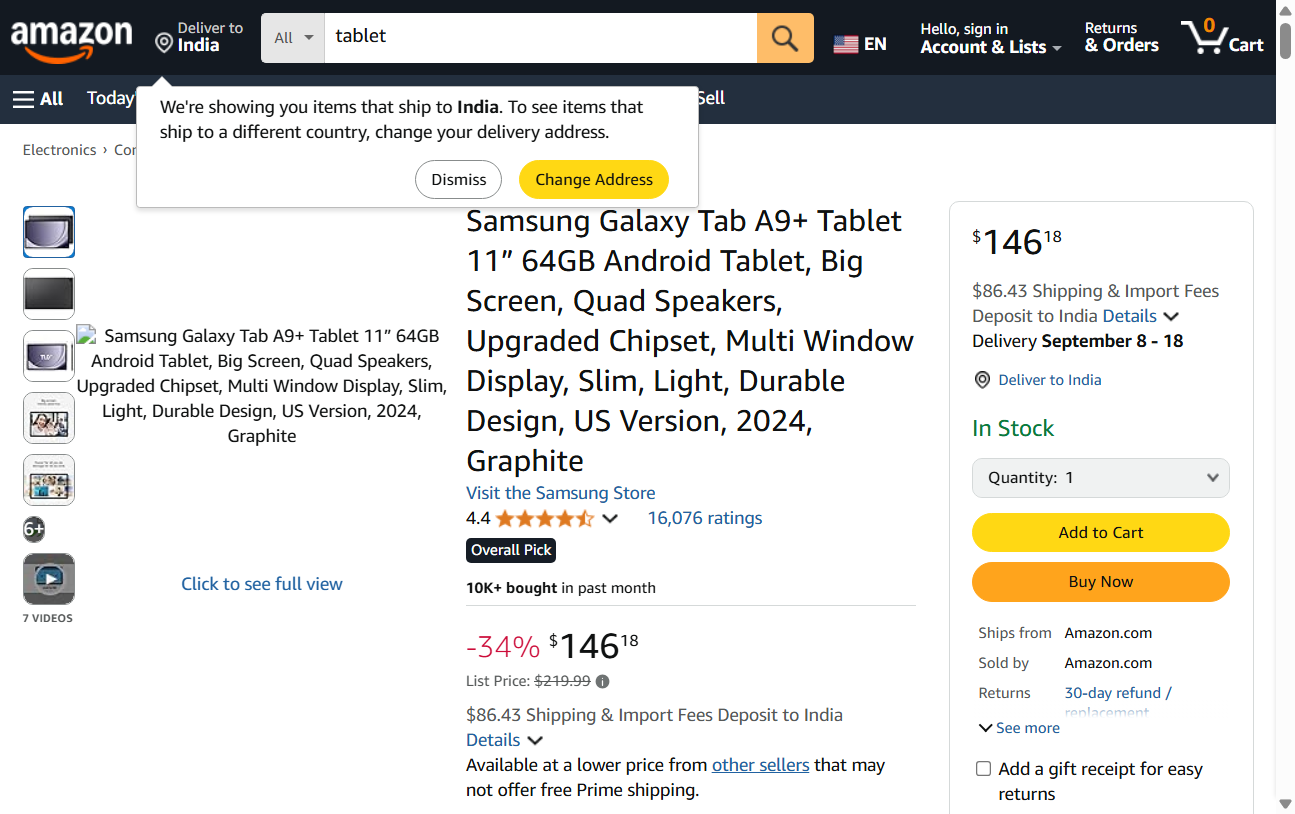 amazon
Deliver to
India
All
tablet
EN
Hello, sign in
Account & Lists
Returns
& Orders
0
Cart
All
Today'
Sell
We're showing you items that ship to India. To see items that
ship to a different country, change your delivery address.
Dismiss
Change Address
Electronics › Con
6+
7 VIDEOS
Samsung Galaxy Tab A9+ Tablet 11” 64GB
Android Tablet, Big Screen, Quad Speakers,
Upgraded Chipset, Multi Window Display, Slim,
Light, Durable Design, US Version, 2024,
Graphite
Click to see full view
Samsung Galaxy Tab A9+ Tablet
11” 64GB Android Tablet, Big
Screen, Quad Speakers,
Upgraded Chipset, Multi Window
Display, Slim, Light, Durable
Design, US Version, 2024,
Graphite
Visit the Samsung Store
4.4 16,076 ratings
Overall Pick
10K+ bought in past month
-34% $146 18
List Price: $219.99
$86.43 Shipping & Import Fees Deposit to India
Details
Available at a lower price from other sellers that may
not offer free Prime shipping.
$146 18
$86.43 Shipping & Import Fees
Deposit to India Details
Delivery September 8 - 18
Deliver to India
In Stock
Quantity: 1
Add to Cart
Buy Now
Ships from Amazon.com
Sold by Amazon.com
Returns 30-day refund /
replacement
See more
Add a gift receipt for easy
returns